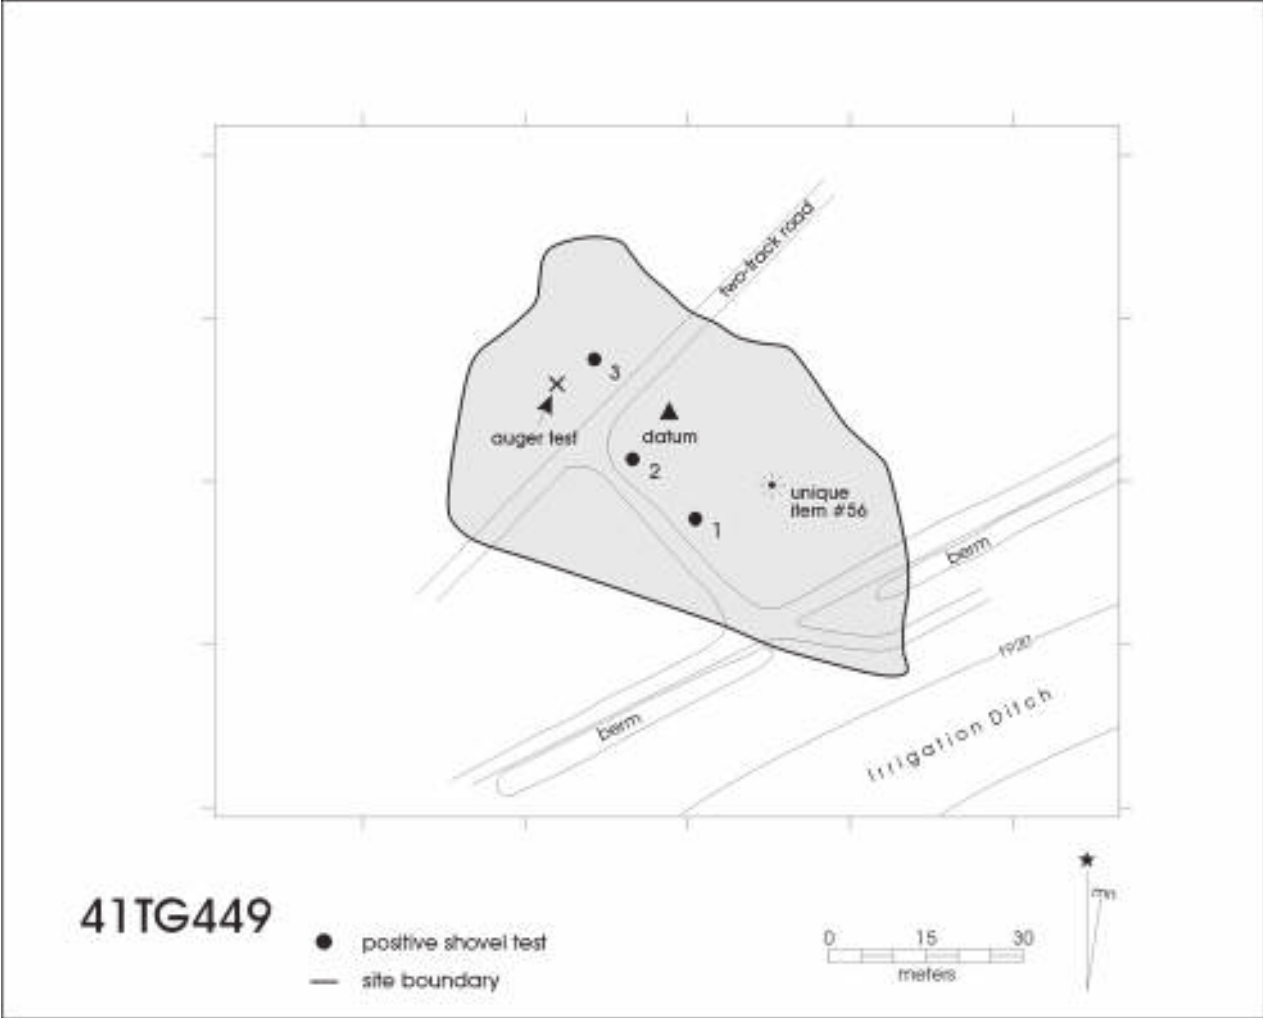 two-track road
3
auger test
datum
2
unique
item #56
1
berm
1920'
Irrigation Ditch
berm
41TG449
positive shovel test
site boundary
0 15 30
meters
mn